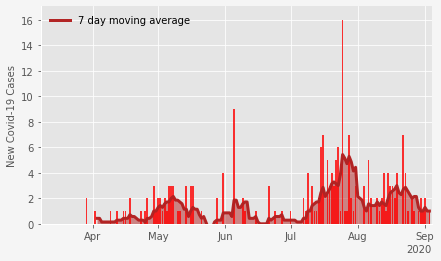 7 day moving average
New Covid-19 Cases
16
14
12
10
8
6
4
2
0
Apr
May
Jun
Jul
Aug
Sep
2020